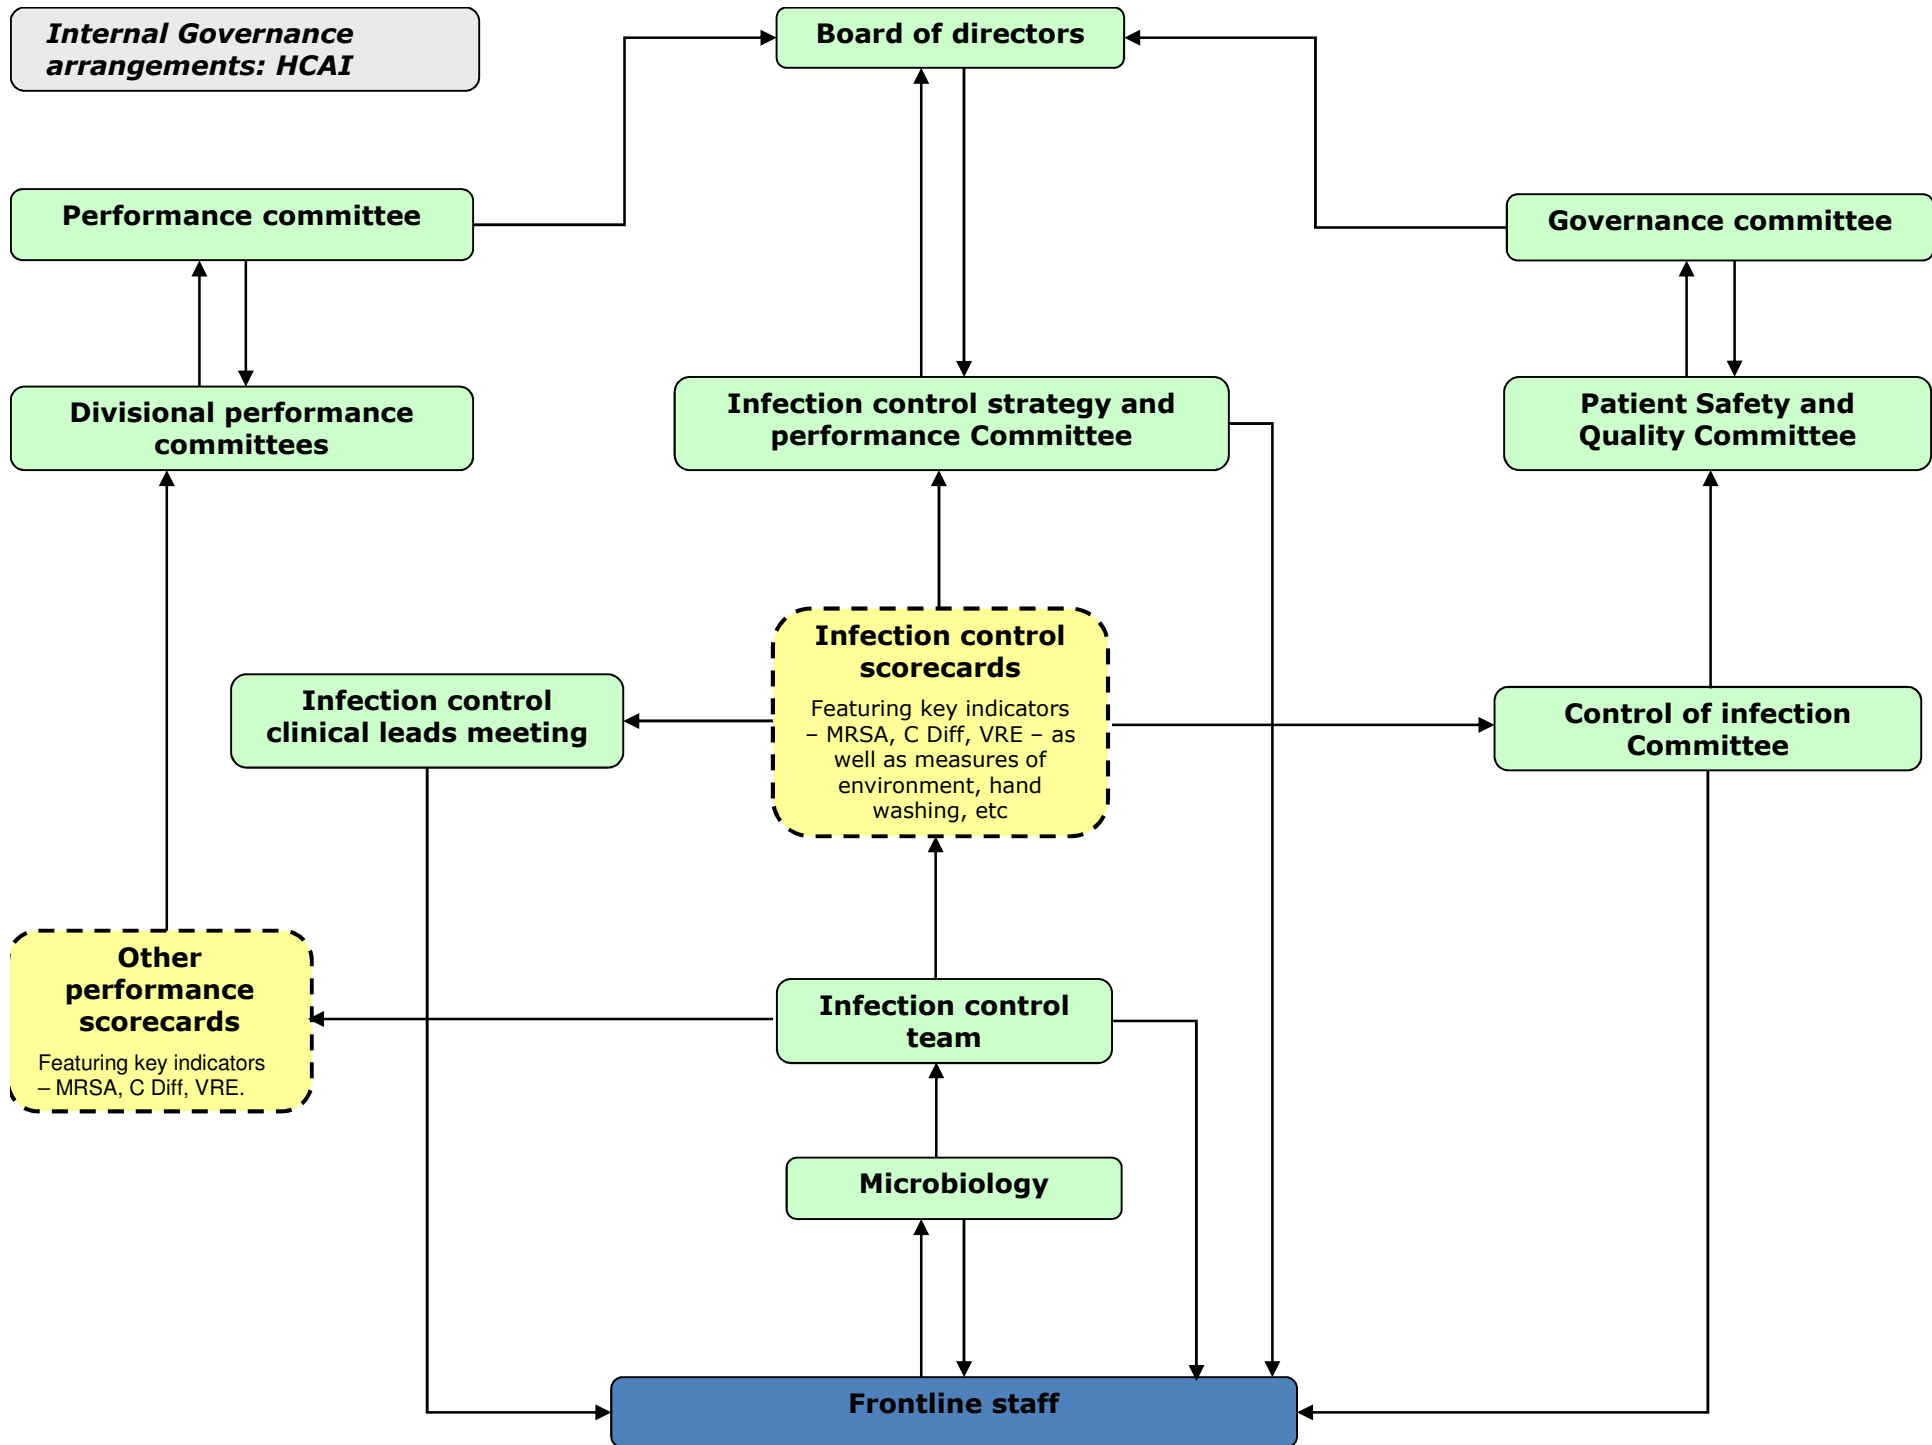 Internal Governance
arrangements: HCAI
Board of directors
Performance committee
Governance committee
Divisional performance
committees
Infection control strategy and
performance Committee
Patient Safety and
Quality Committee
Infection control
scorecards
Featuring key indicators
– MRSA, C Diff, VRE – as
well as measures of
environment, hand
washing, etc
Infection control
clinical leads meeting
Control of infection
Committee
Other
performance
scorecards
Featuring key indicators
– MRSA, C Diff, VRE.
Infection control
team
Microbiology
Frontline staff